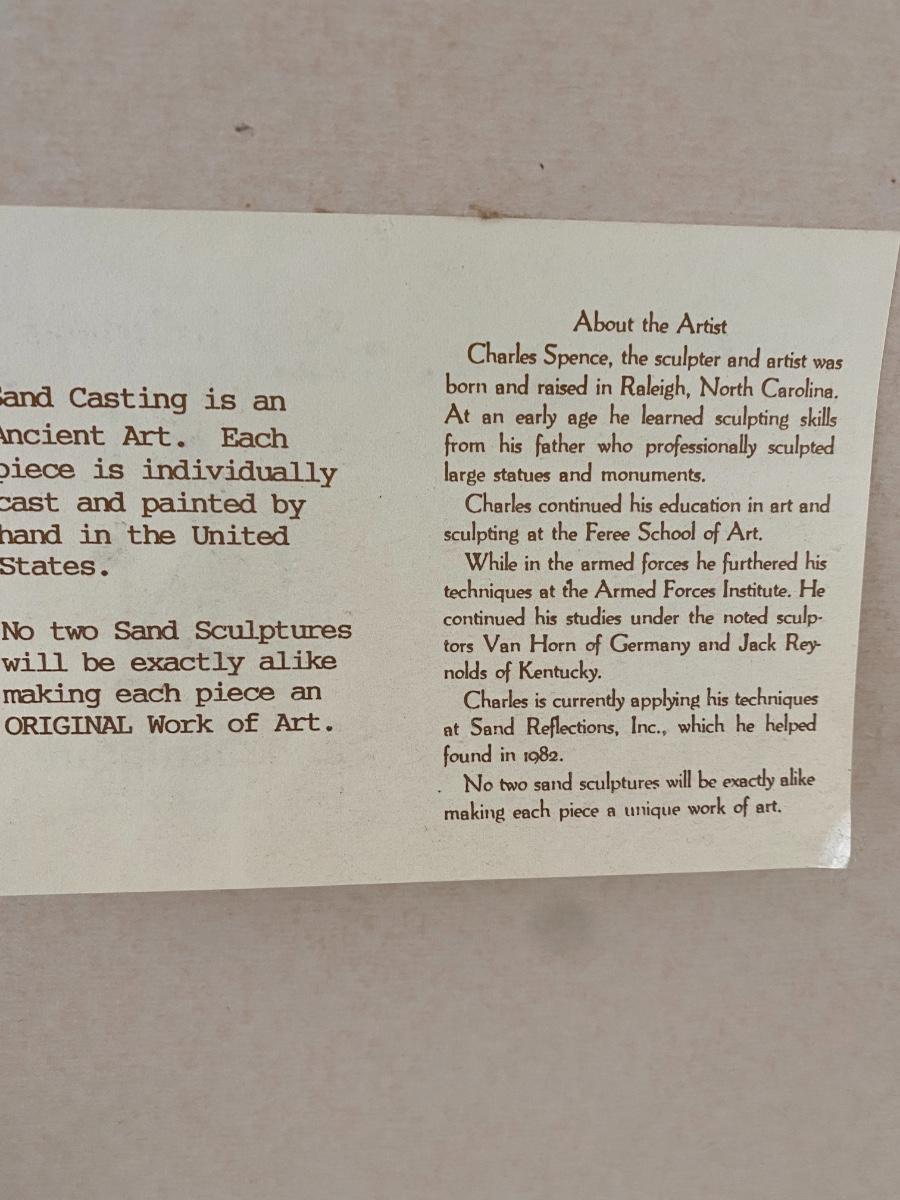 Sand Casting is an
Ancient Art. Each
piece is individually
cast and painted by
hand in the United
States.
No two Sand Sculptures
will be exactly alike
making each piece an
ORIGINAL Work of Art.
About the Artist
Charles Spence, the sculpter and artist was
born and raised in Raleigh, North Carolina.
At an early age he learned sculpting skills
from his father who professionally sculpted
large statues and monuments.
Charles continued his education in art and
sculpting at the Feree School of Art.
While in the armed forces he furthered his
techniques at the Armed Forces Institute. He
continued his studies under the noted sculp-
tors Van Horn of Germany and Jack Rey-
nolds of Kentucky.
Charles is currently applying his techniques
at Sand Reflections, Inc., which he helped
found in 1982.
No two sand sculptures will be exactly alike
making each piece a unique work of art.